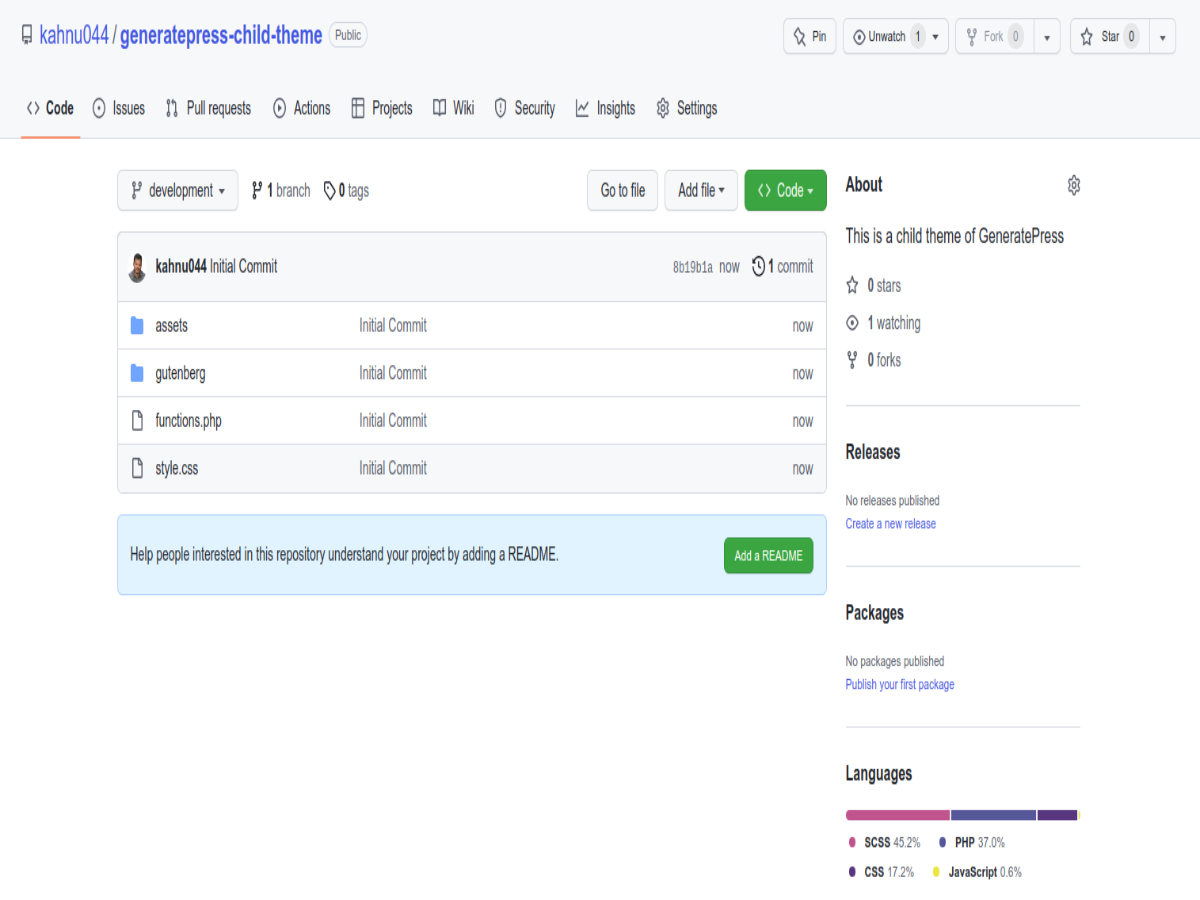 kahnu044 / generatepress-child-theme Public
Pin Unwatch 1 Fork 0 Star 0
Code Issues Pull requests Actions Projects Wiki Security Insights Settings
development 1 branch 0 tags Go to file Add file Code
kahnu044 Initial Commit 8b19b1a now 1 commit
assets Initial Commit now
gutenberg Initial Commit now
functions.php Initial Commit now
style.css Initial Commit now
Help people interested in this repository understand your project by adding a README. Add a README
About
This is a child theme of GeneratePress
0 stars
1 watching
0 forks
Releases
No releases published
Create a new release
Packages
No packages published
Publish your first package
Languages
SCSS 45.2% PHP 37.0%
CSS 17.2% JavaScript 0.6%